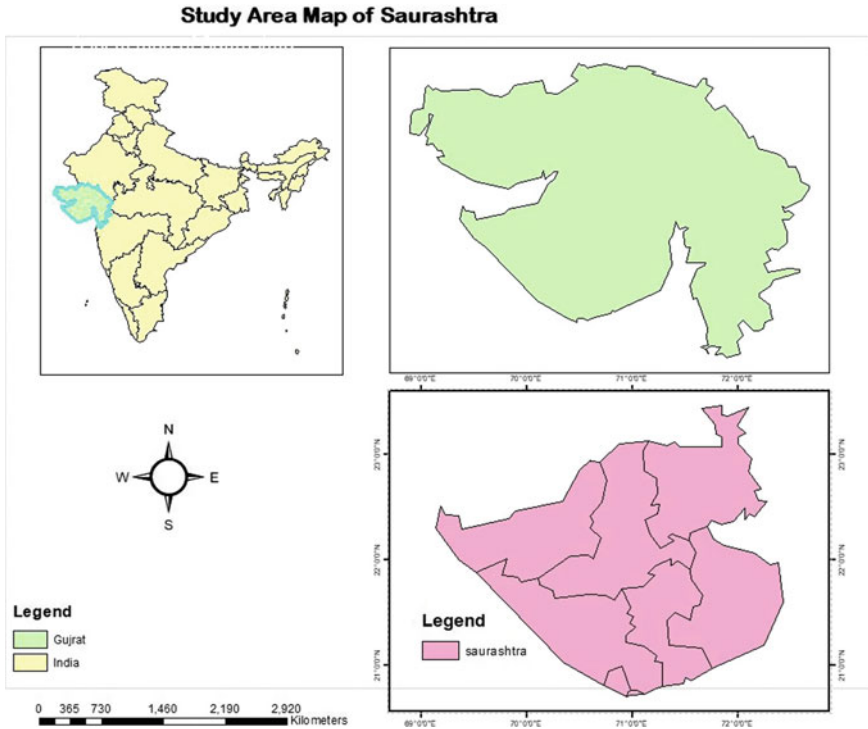 Study Area Map of Saurashtra
N
W E
S
Legend
Gujrat
India
0 365 730 1,460 2,190 2,920
Kilometers
69°0'0"E 70°0'0"E 71°0'0"E 72°0'0"E
23°0'0"N 23°0'0"N
22°0'0"N 22°0'0"N
21°0'0"N 21°0'0"N
Legend
saurashtra
69°0'0"E 70°0'0"E 71°0'0"E 72°0'0"E